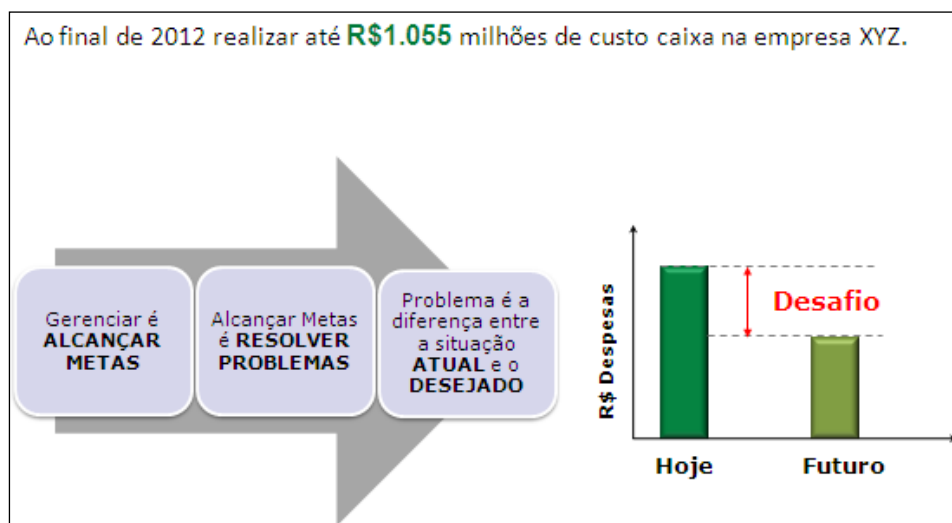 Ao final de 2012 realizar até R$1.055 milhões de custo caixa na empresa XYZ.
Gerenciar é
ALCANÇAR
METAS
Alcançar Metas
é RESOLVER
PROBLEMAS
Problema é a
diferença entre
a situação
ATUAL e o
DESEJADO
R$ Despesas
Desafio
Hoje
Futuro